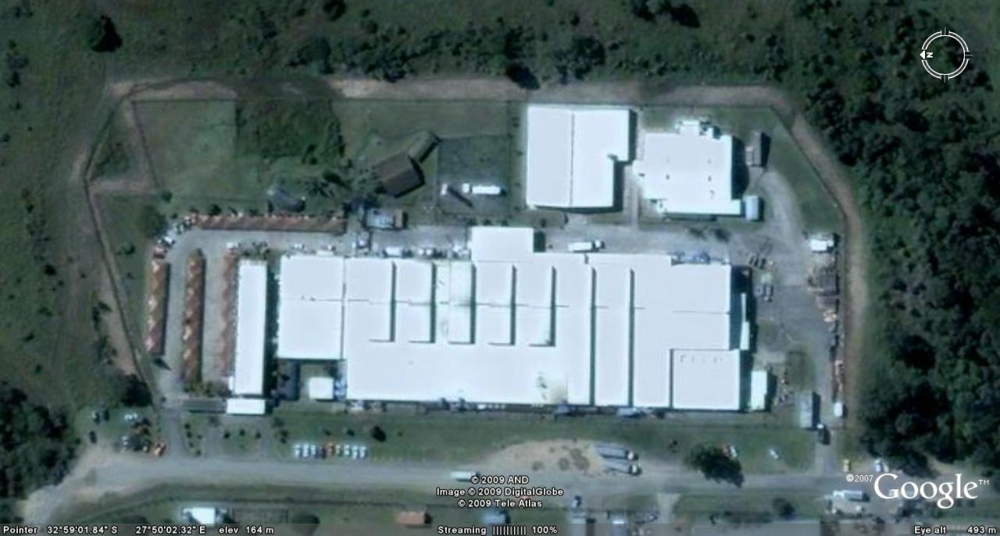 N
© 2009 AND
Image © 2009 DigitalGlobe
© 2009 Tele Atlas
©2007 Google™
Pointer 32°59'01.84" S 27°50'02.32" E elev 164 m Streaming |||||||||| 100% Eye alt 493 m